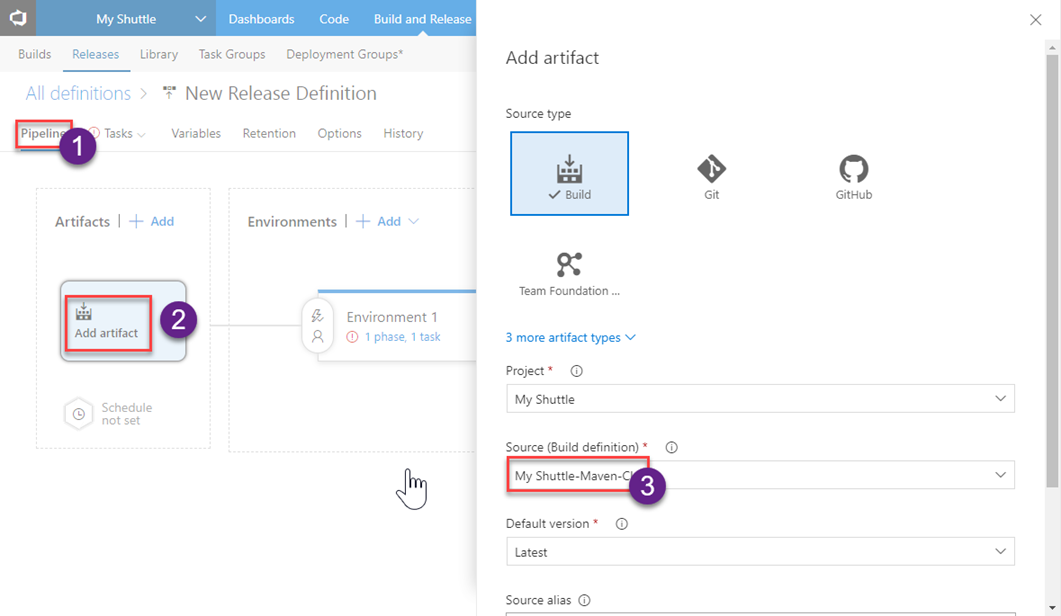 My Shuttle Dashboards Code Build and Release
Builds Releases Library Task Groups Deployment Groups*
All definitions > New Release Definition
Pipeline 1 Tasks Variables Retention Options History
Artifacts | + Add
Environments | + Add
Add artifact
2
Environment 1
1 phase, 1 task
Schedule
not set
Add artifact
Source type
Build
Git
GitHub
Team Foundation ...
3 more artifact types
Project *
My Shuttle
Source (Build definition) *
My Shuttle-Maven-
3
Default version *
Latest
Source alias